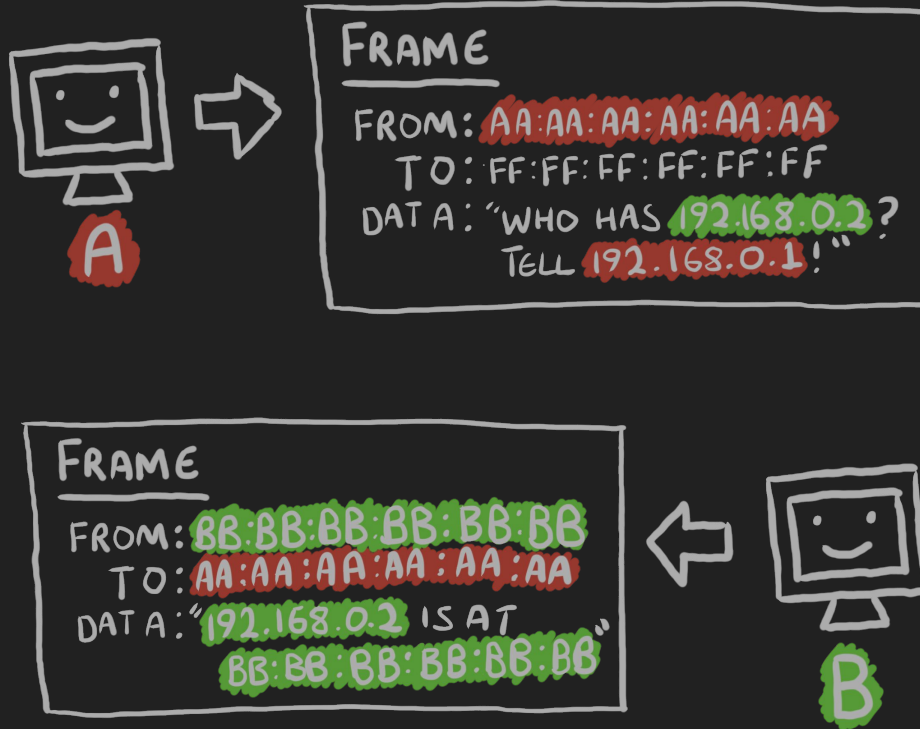 FRAME
FROM: AA:AA:AA:AA:AA:AA
TO: FF:FF:FF:FF:FF:FF
DATA: "WHO HAS 192.168.0.2?
TELL 192.168.0.1!"
A
FRAME
FROM: BB:BB:BB:BB:BB:BB
TO: AA:AA:AA:AA:AA:AA
DATA: "192.168.0.2 IS AT
BB:BB:BB:BB:BB:BB"
B